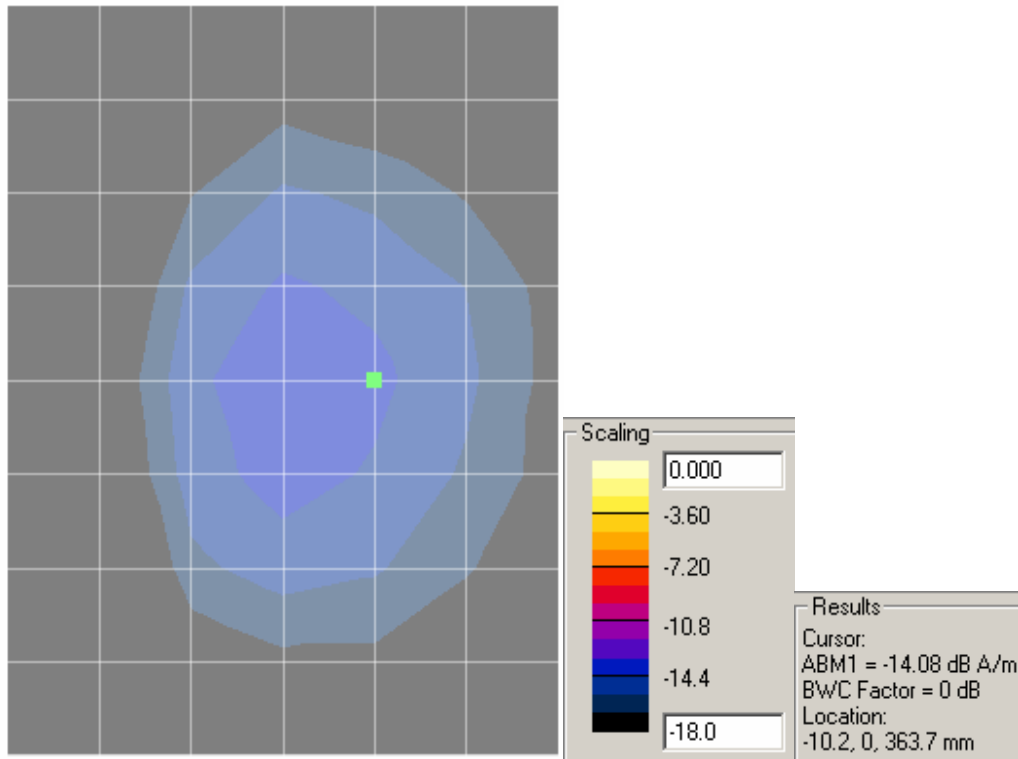 Scaling
0.000
-3.60
-7.20
-10.8
-14.4
-18.0
Results
Cursor:
ABM1 = -14.08 dB A/m
BWC Factor = 0 dB
Location:
-10.2, 0, 363.7 mm